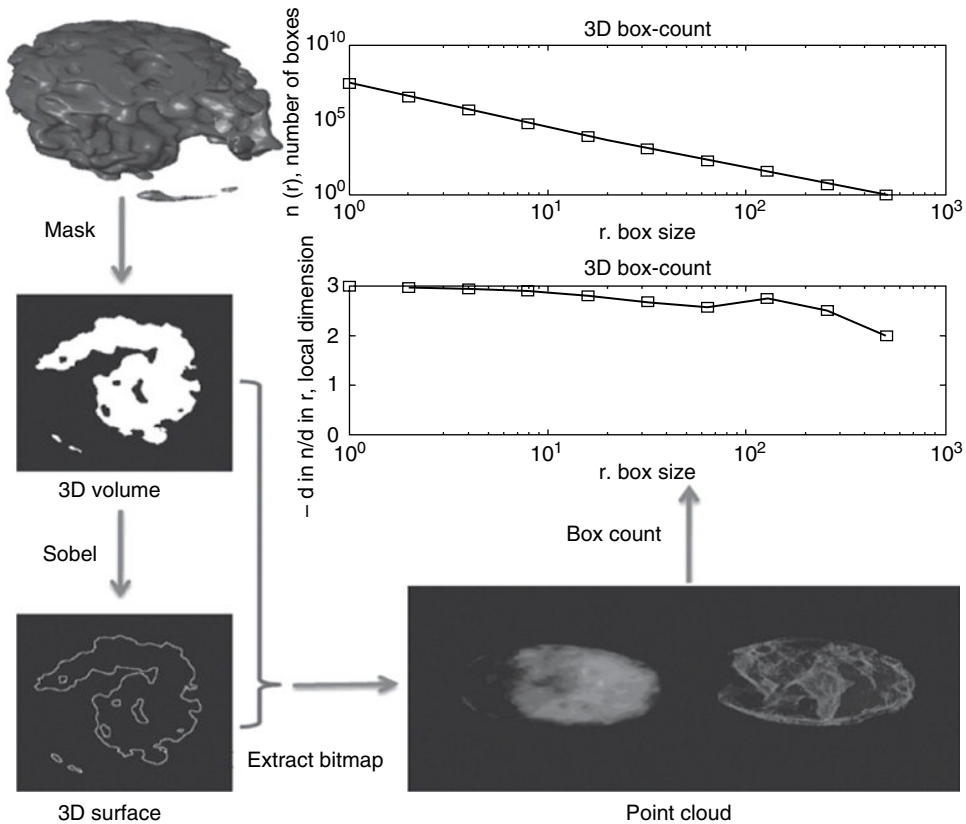 3D box-count
n (r), number of boxes
10^10
10^5
10^0
10^0 10^1 10^2 10^3
r. box size
Mask
3D box-count
– d in n/d in r, local dimension
3
2
1
0
10^0 10^1 10^2 10^3
r. box size
3D volume
Box count
Sobel
Extract bitmap
3D surface
Point cloud